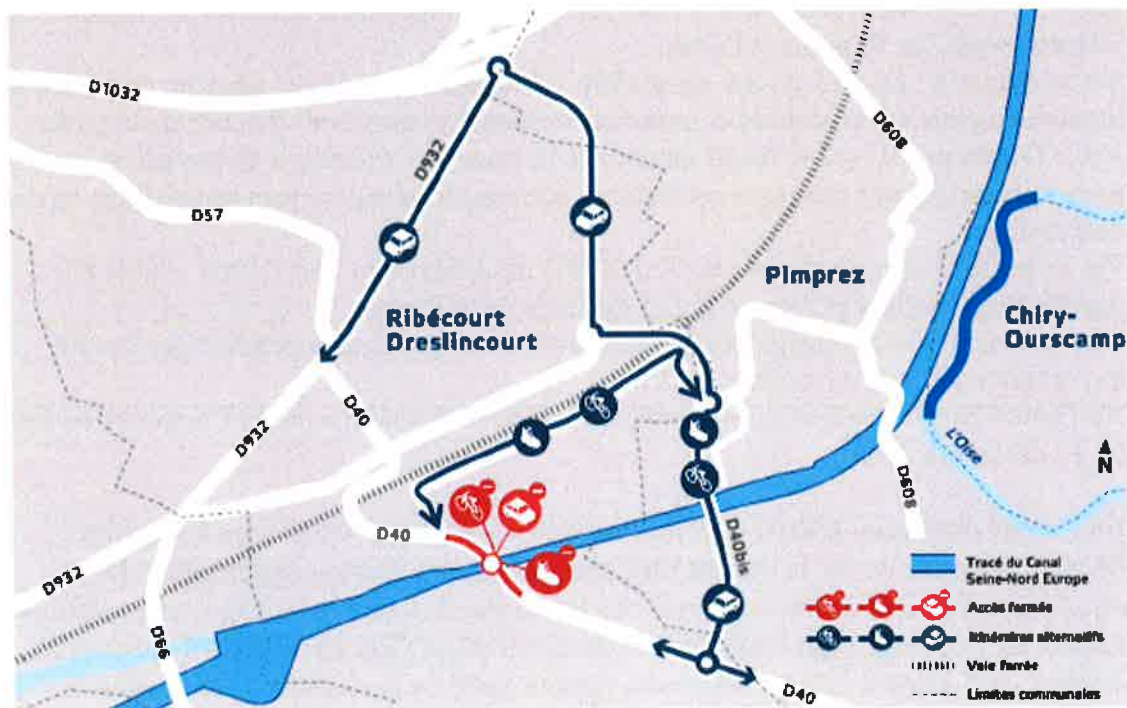 D1032
D608
D932
D57
Pimprez
Ribécourt
Dreslincourt
Chiry-
Ourscamp
D40
D932
L'Oise
N
D608
D40
D40bis
D932
D66
D40
Tracé du Canal
Seine-Nord Europe
Accès fermés
Itinéraires alternatifs
Voie ferrée
Limites communales